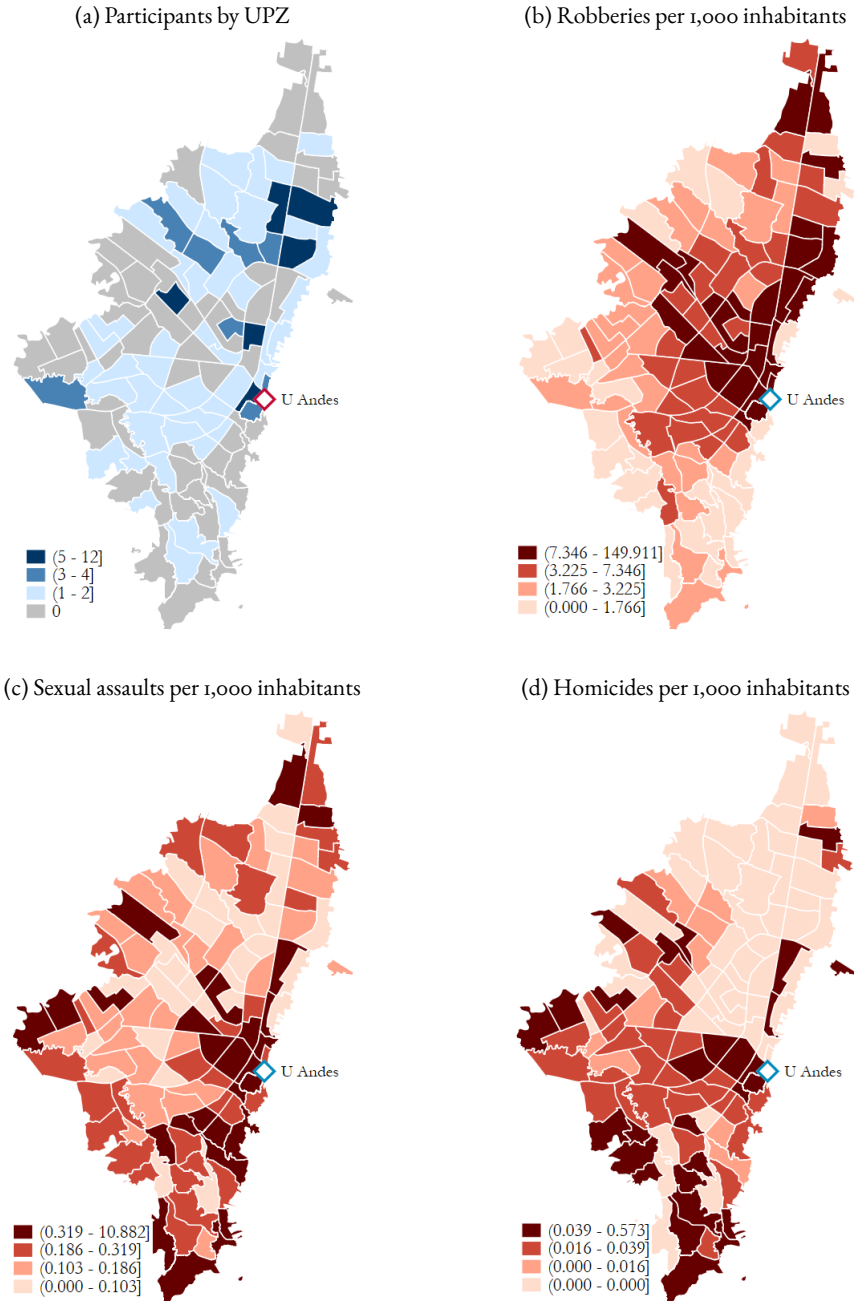 (a) Participants by UPZ
(b) Robberies per 1,000 inhabitants
U Andes
U Andes
(5 - 12]
(3 - 4]
(1 - 2]
0
(7.346 - 149.911]
(3.225 - 7.346]
(1.766 - 3.225]
(0.000 - 1.766]
(c) Sexual assaults per 1,000 inhabitants
(d) Homicides per 1,000 inhabitants
U Andes
U Andes
(0.319 - 10.882]
(0.186 - 0.319]
(0.103 - 0.186]
(0.000 - 0.103]
(0.039 - 0.573]
(0.016 - 0.039]
(0.000 - 0.016]
(0.000 - 0.000]